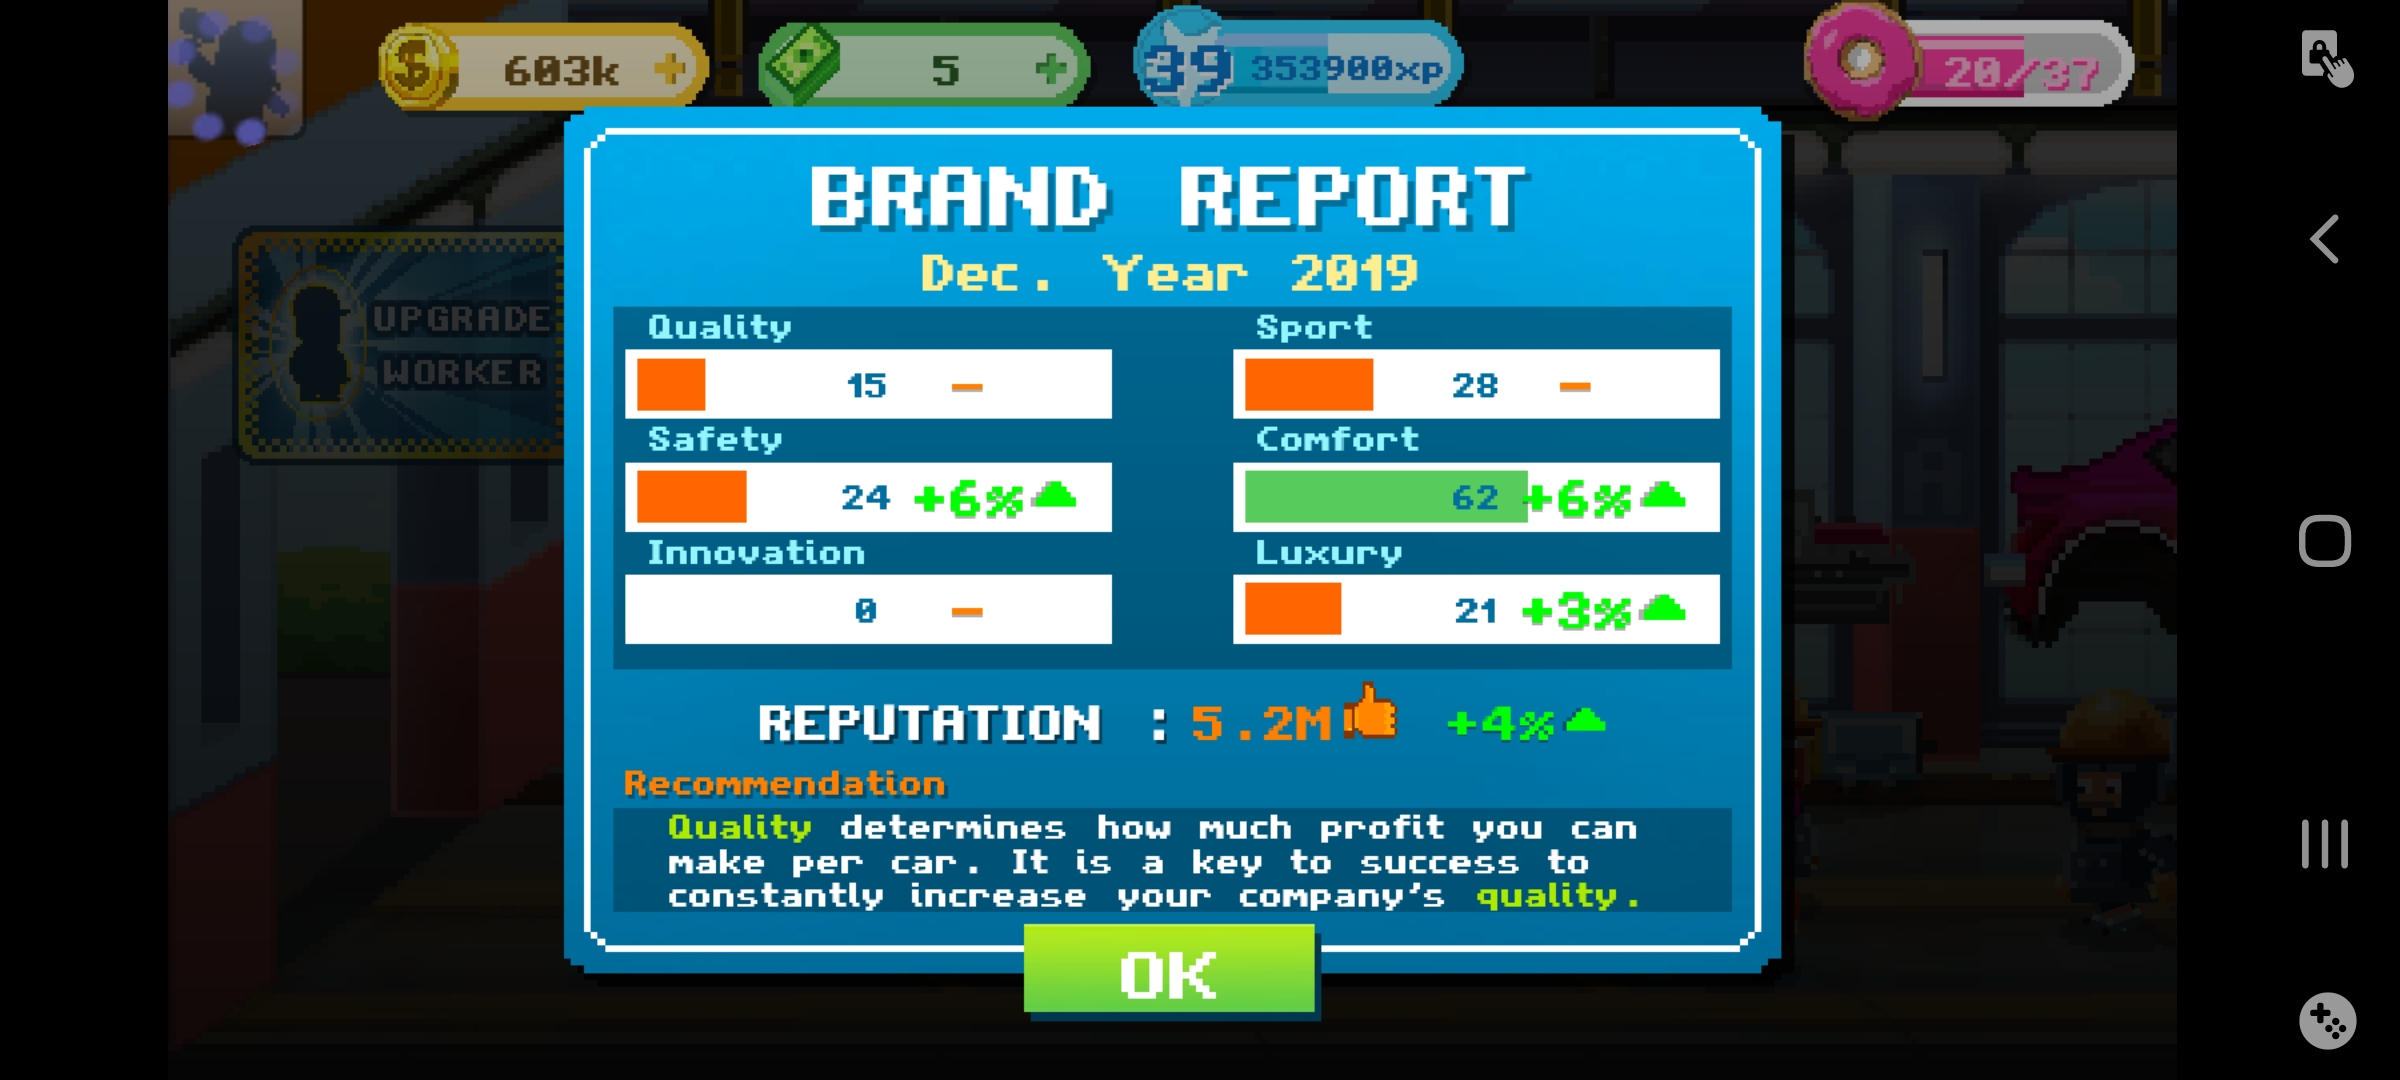 603k
5
39 353900xp
20/37
UPGRADE
WORKER
BRAND REPORT
Dec. Year 2019
Quality
15
Sport
28
Safety
24 +6%
Comfort
62 +6%
Innovation
0
Luxury
21 +3%
REPUTATION : 5.2M +4%
Recommendation
Quality determines how much profit you can
make per car. It is a key to success to
constantly increase your company's quality.
OK